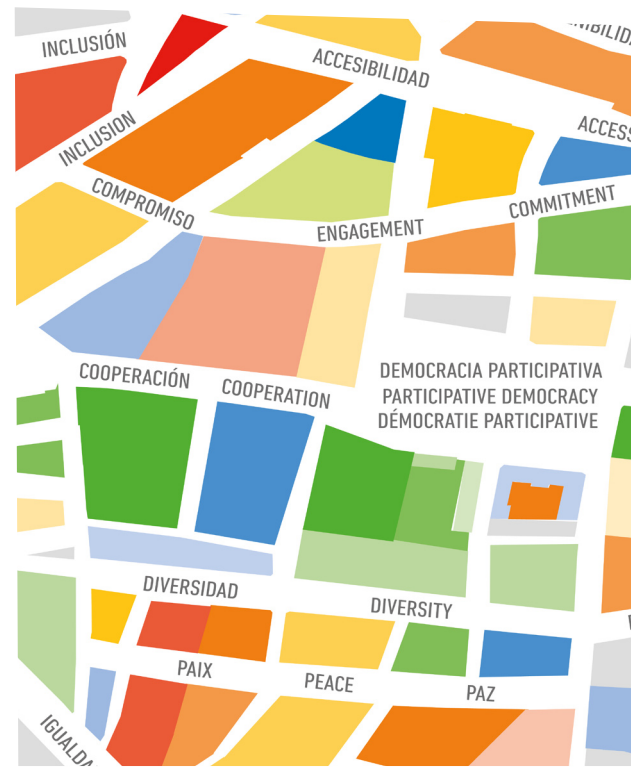 INCLUSIÓN
ACCESIBILIDAD
INCLUSION
COMPROMISO
ENGAGEMENT
COMMITMENT
COOPERACIÓN
COOPERATION
DEMOCRACIA PARTICIPATIVA
PARTICIPATIVE DEMOCRACY
DÉMOCRATIE PARTICIPATIVE
DIVERSIDAD
DIVERSITY
PAIX
PEACE
PAZ